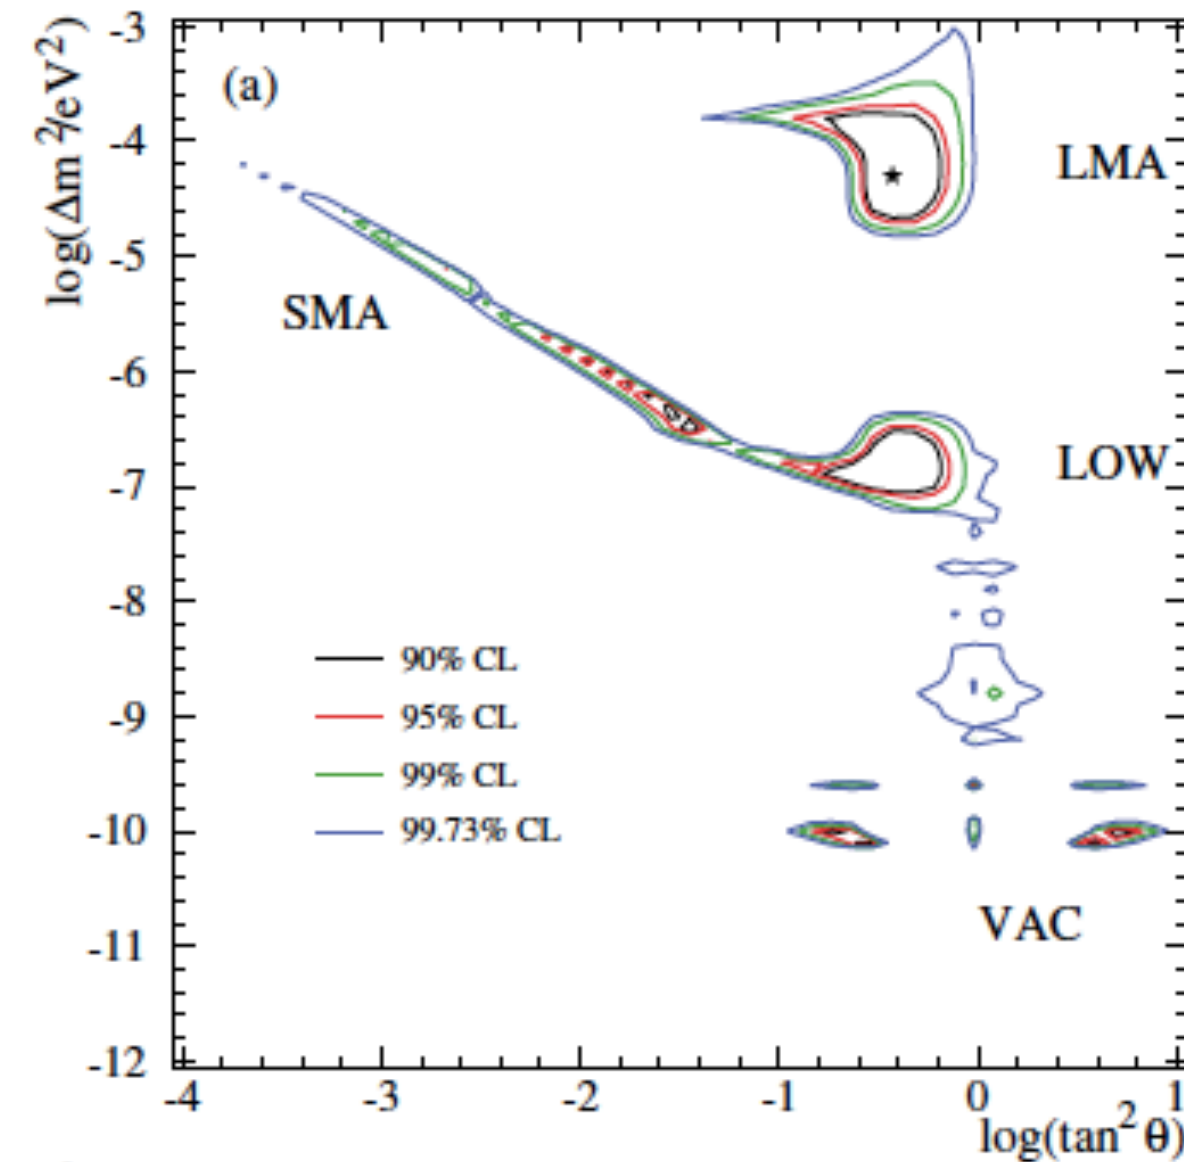 log(Δm²/eV²)
-3
(a)
-4
LMA
-5
SMA
-6
LOW
-7
-8
90% CL
-9
95% CL
99% CL
-10
99.73% CL
VAC
-11
-12
-4 -3 -2 -1 0 1
log(tan² θ)